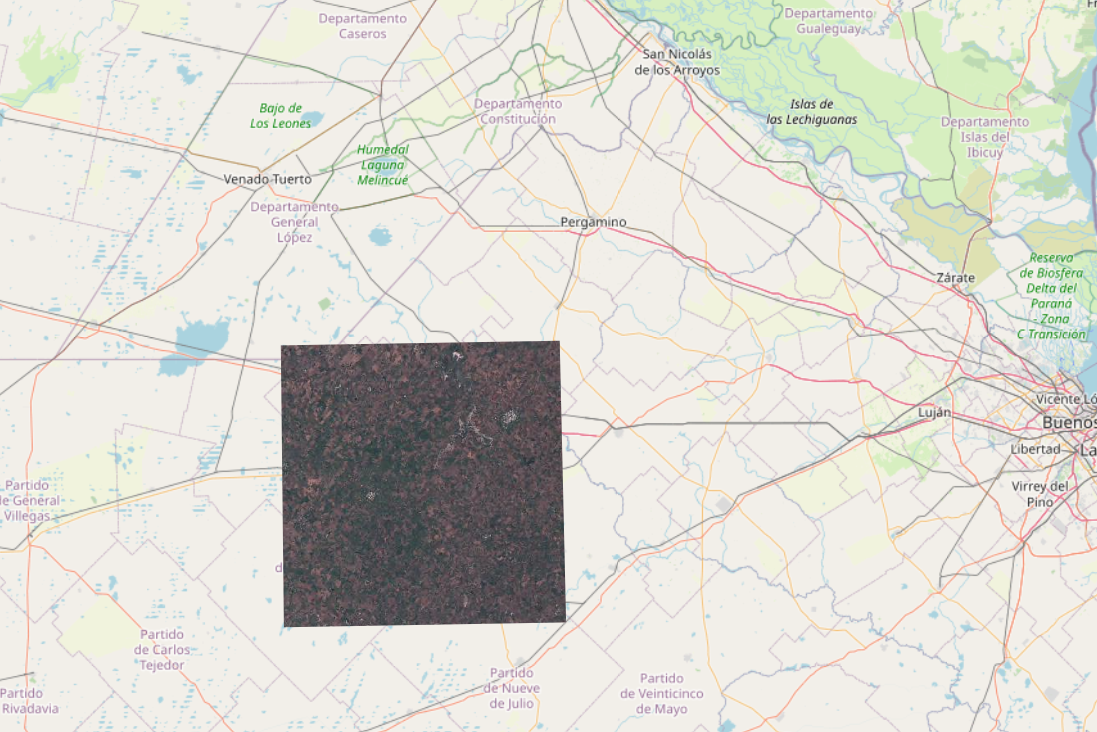 Departamento
Caseros
Departamento
Gualeguay
San Nicolás
de los Arroyos
Bajo de
Los Leones
Departamento
Constitución
Islas de
las Lechiguanas
Departamento
Islas del
Ibicuy
Humedal
Laguna
Melincué
Venado Tuerto
Departamento
General
López
Pergamino
Zárate
Reserva
de Biosfera
Delta del
Paraná
- Zona
C Transición
Vicente Ló
Luján
Buenos
La
Libertad
Virrey del
Pino
Partido
de General
Villegas
d
Partido
de Carlos
Tejedor
Partido
de Nueve
de Julio
Partido
de Veinticinco
de Mayo
Partido
Rivadavia